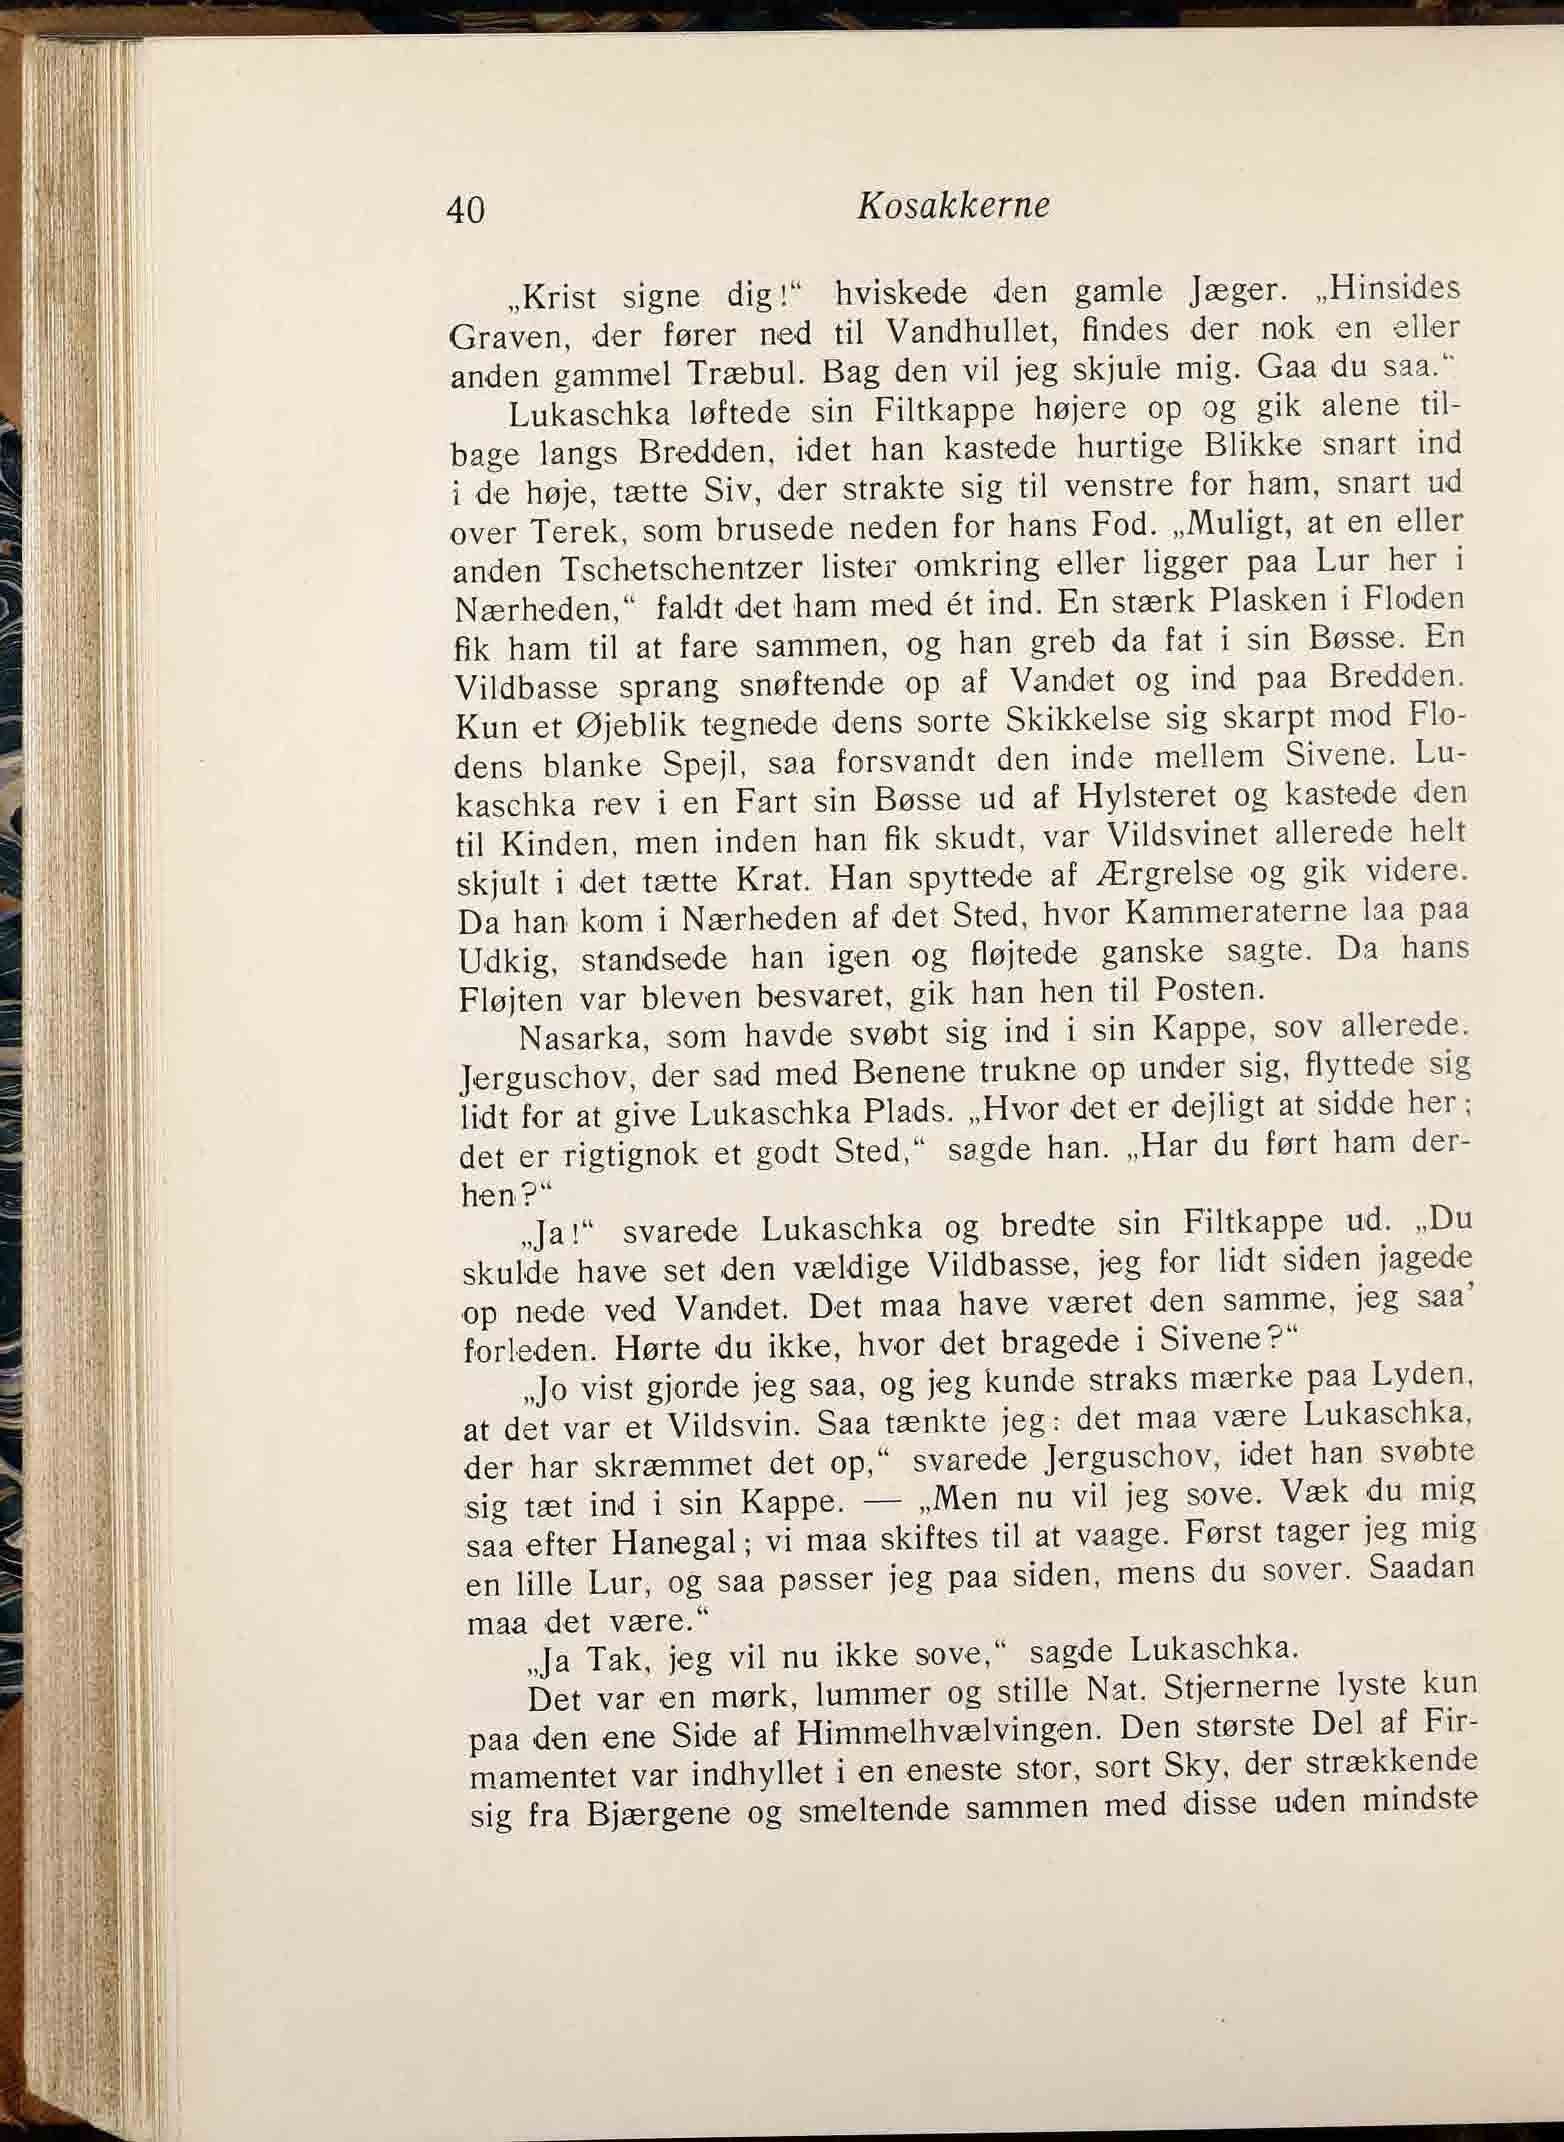 40
Kosakkerne
„Krist signe dig!“ hviskede den gamle Jæger. „Hinsides
Graven, der fører ned til Vandhullet, findes der nok en eller
anden gammel Træbul. Bag den vil jeg skjule mig. Gaa du saa.“
Lukaschka løftede sin Filtkappe højere op og gik alene til-
bage langs Bredden, idet han kastede hurtige Blikke snart ind
i de høje, tætte Siv, der strakte sig til venstre for ham, snart ud
over Terek, som brusede neden for hans Fod. „Muligt, at en eller
anden Tschetschentzer lister omkring eller ligger paa Lur her i
Nærheden,“ faldt det ham med ét ind. En stærk Plasken i Floden
fik ham til at fare sammen, og han greb da fat i sin Bøsse. En
Vildbasse sprang snøftende op af Vandet og ind paa Bredden.
Kun et Øjeblik tegnede dens sorte Skikkelse sig skarpt mod Flo-
dens blanke Spejl, saa forsvandt den inde mellem Sivene. Lu-
kaschka rev i en Fart sin Bøsse ud af Hylsteret og kastede den
til Kinden, men inden han fik skudt, var Vildsvinet allerede helt
skjult i det tætte Krat. Han spyttede af Ærgrelse og gik videre.
Da han kom i Nærheden af det Sted, hvor Kammeraterne laa paa
Udkig, standsede han igen og fløjtede ganske sagte. Da hans
Fløjten var bleven besvaret, gik han hen til Posten.
Nasarka, som havde svøbt sig ind i sin Kappe, sov allerede.
Jerguschov, der sad med Benene trukne op under sig, flyttede sig
lidt for at give Lukaschka Plads. „Hvor det er dejligt at sidde her;
det er rigtignok et godt Sted,“ sagde han. „Har du ført ham der-
hen?“
„Ja!“ svarede Lukaschka og bredte sin Filtkappe ud. „Du
skulde have set den vældige Vildbasse, jeg for lidt siden jagede
op nede ved Vandet. Det maa have været den samme, jeg saa’
forleden. Hørte du ikke, hvor det bragede i Sivene?“
„Jo vist gjorde jeg saa, og jeg kunde straks mærke paa Lyden,
at det var et Vildsvin. Saa tænkte jeg: det maa være Lukaschka,
der har skræmmet det op,“ svarede Jerguschov, idet han svøbte
sig tæt ind i sin Kappe. — „Men nu vil jeg sove. Væk du mig
saa efter Hanegal; vi maa skiftes til at vaage. Først tager jeg mig
en lille Lur, og saa passer jeg paa siden, mens du sover. Saadan
maa det være.“
„Ja Tak, jeg vil nu ikke sove,“ sagde Lukaschka.
Det var en mørk, lummer og stille Nat. Stjernerne lyste kun
paa den ene Side af Himmelhvælvingen. Den største Del af Fir-
mamentet var indhyllet i en eneste stor, sort Sky, der strækkende
sig fra Bjærgene og smeltende sammen med disse uden mindste